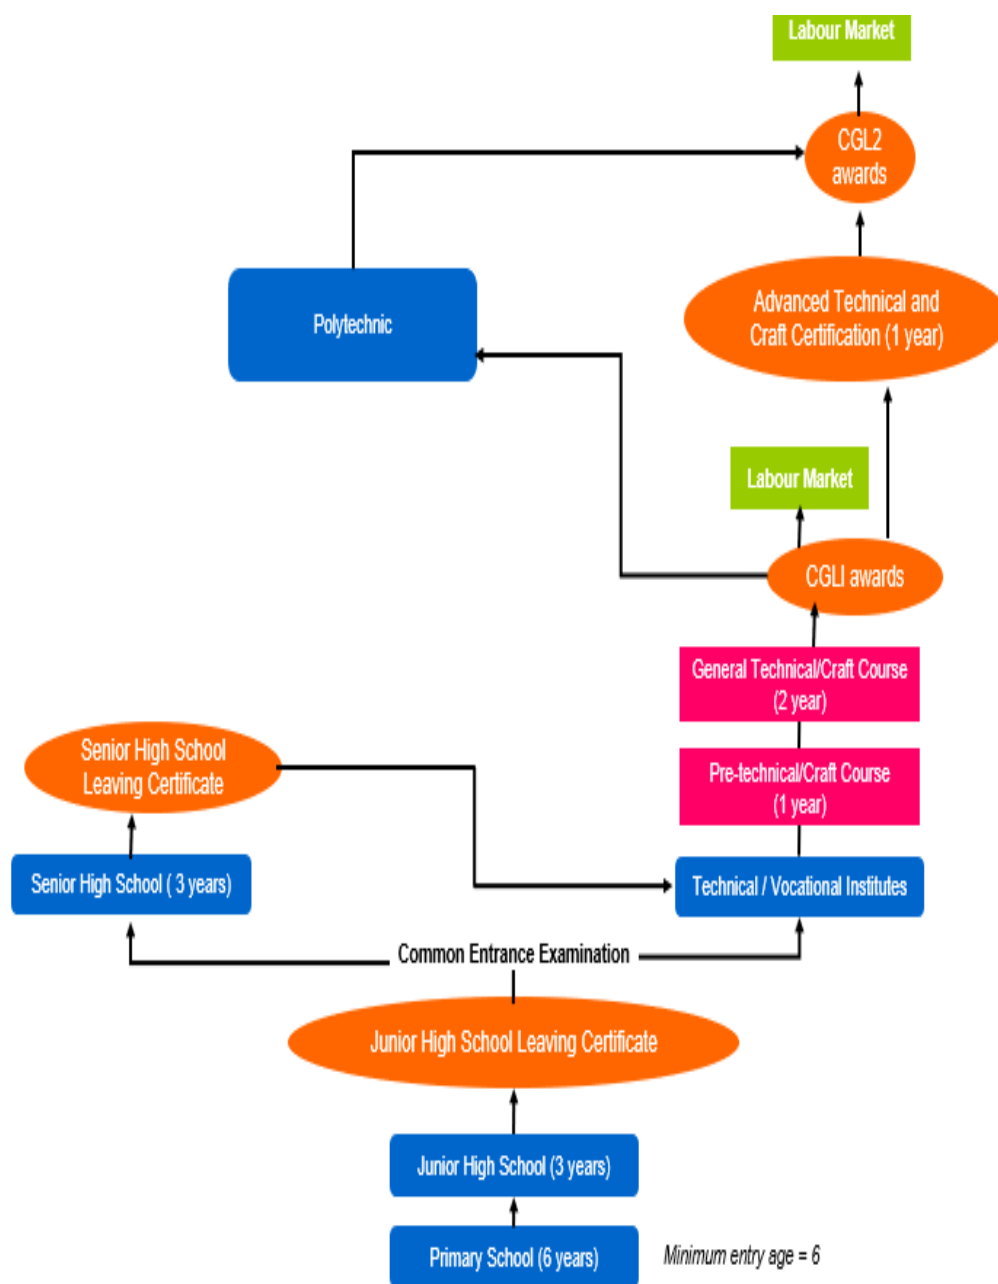 Labour Market
CGL2
awards
Advanced Technical and
Craft Certification (1 year)
Polytechnic
Labour Market
CGLI awards
General Technical/Craft Course
(2 year)
Senior High School
Leaving Certificate
Pre-technical/Craft Course
(1 year)
Senior High School ( 3 years)
Technical / Vocational Institutes
Common Entrance Examination
Junior High School Leaving Certificate
Junior High School (3 years)
Primary School (6 years)
Minimum entry age = 6